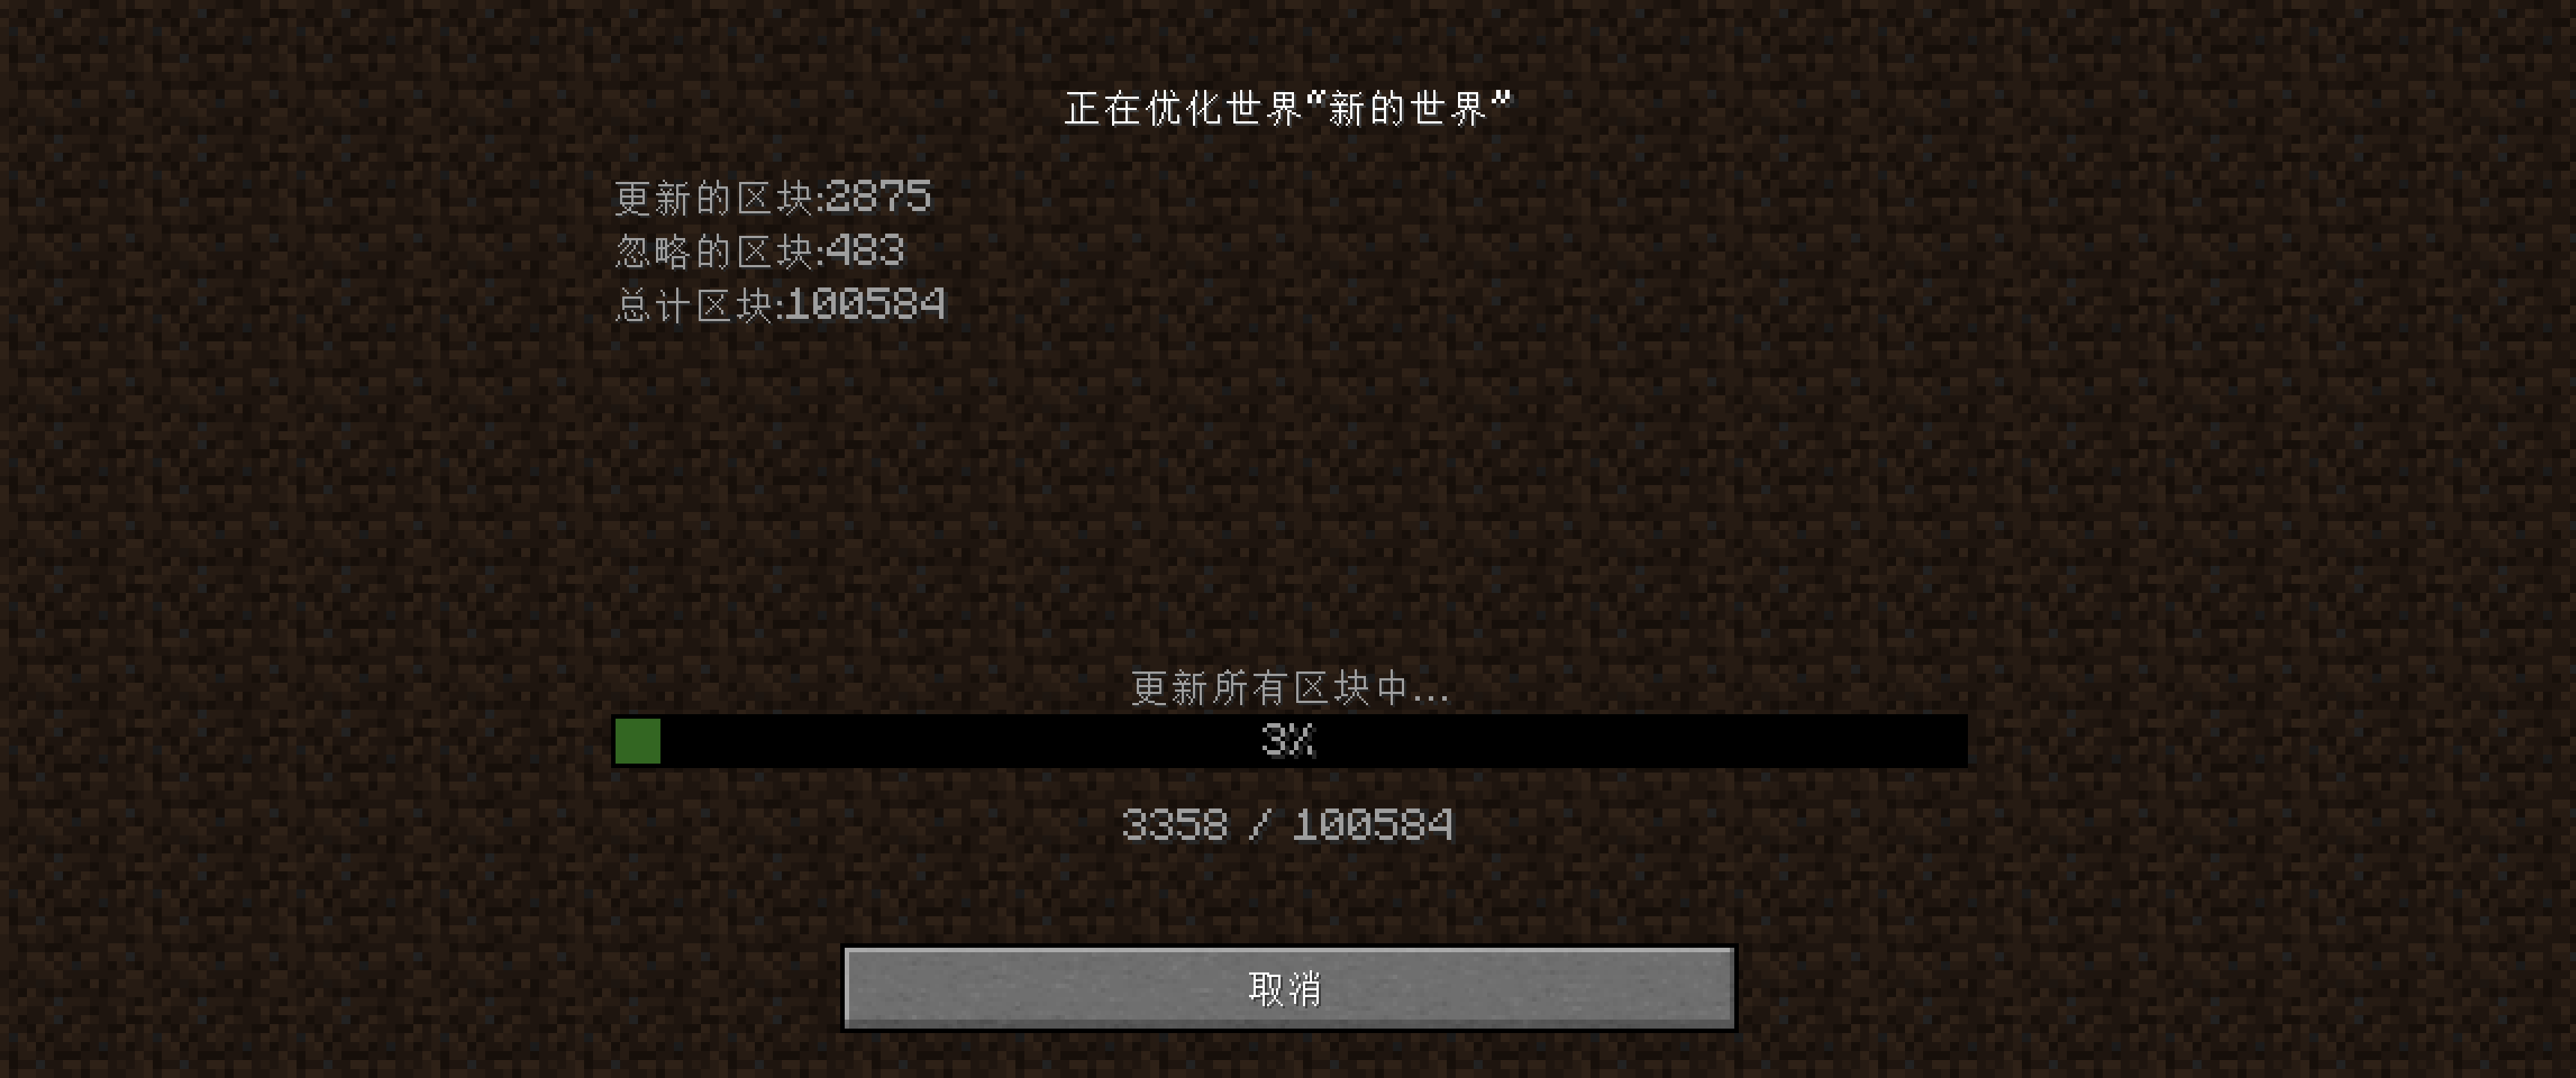 正在优化世界“新的世界”
更新的区块:2875
忽略的区块:483
总计区块:100584
更新所有区块中...
3%
3358 / 100584
取消